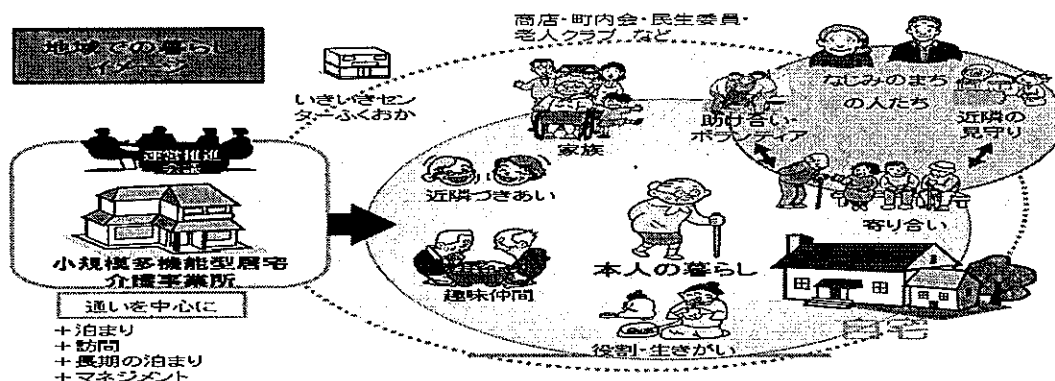 地域での暮らし
イメージ
商店・町内会・民生委員・
老人クラブ など
いきいきセン
ターふくおか
家族
なじみのまち
の人たち
助け合い・
ボランティア
近隣の
見守り
運営推進
会議
近隣づきあい
寄り合い
小規模多機能型居宅
介護事業所
趣味仲間
本人の暮らし
自宅
役割・生きがい
通いを中心に
+泊まり
+訪問
+長期の泊まり
+マネジメント